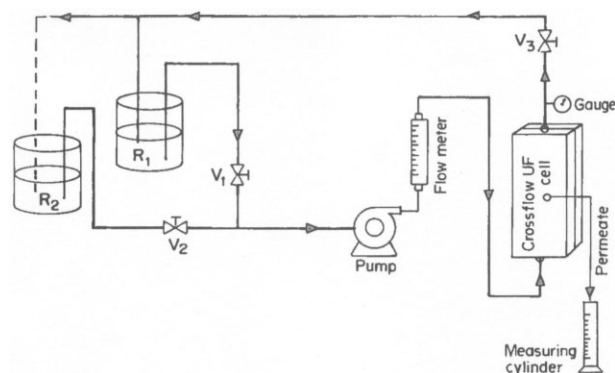 V3
Gauge
R1
R2
V1
V2
Flow meter
Pump
Crossflow UF
cell
Permeate
Measuring
cylinder